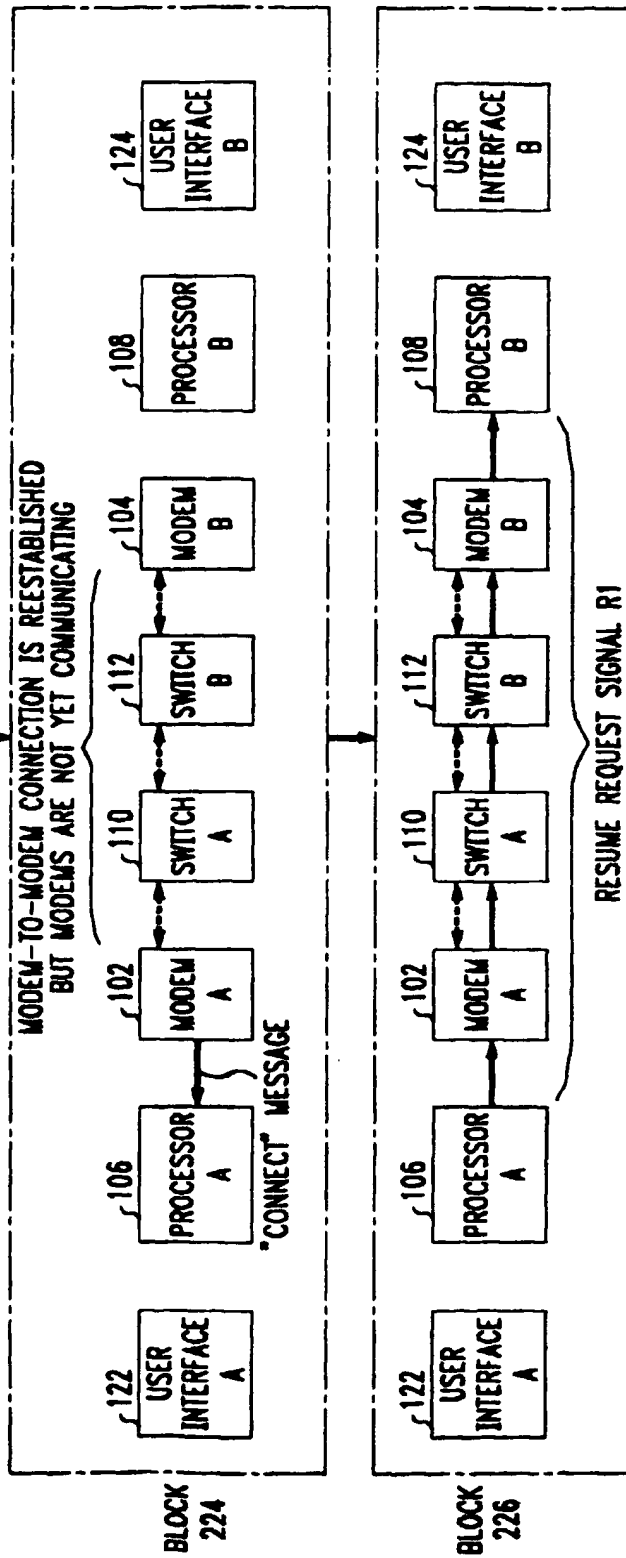 MODEM-TO-MODEM CONNECTION IS REESTABLISHED
BUT MODEMS ARE NOT YET COMMUNICATING
BLOCK
224
122
USER
INTERFACE
A
106
PROCESSOR
A
"CONNECT" MESSAGE
102
MODEM
A
110
SWITCH
A
112
SWITCH
B
104
MODEM
B
108
PROCESSOR
B
124
USER
INTERFACE
B
BLOCK
226
122
USER
INTERFACE
A
106
PROCESSOR
A
102
MODEM
A
110
SWITCH
A
112
SWITCH
B
104
MODEM
B
108
PROCESSOR
B
124
USER
INTERFACE
B
RESUME REQUEST SIGNAL R1